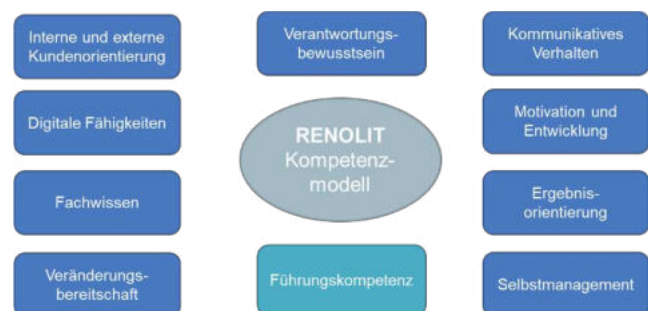 Interne und externe
Kundenorientierung
Verantwortungs-
bewusstsein
Kommunikatives
Verhalten
Digitale Fähigkeiten
RENOLIT
Kompetenz-
modell
Motivation und
Entwicklung
Fachwissen
Ergebnis-
orientierung
Veränderungs-
bereitschaft
Führungskompetenz
Selbstmanagement